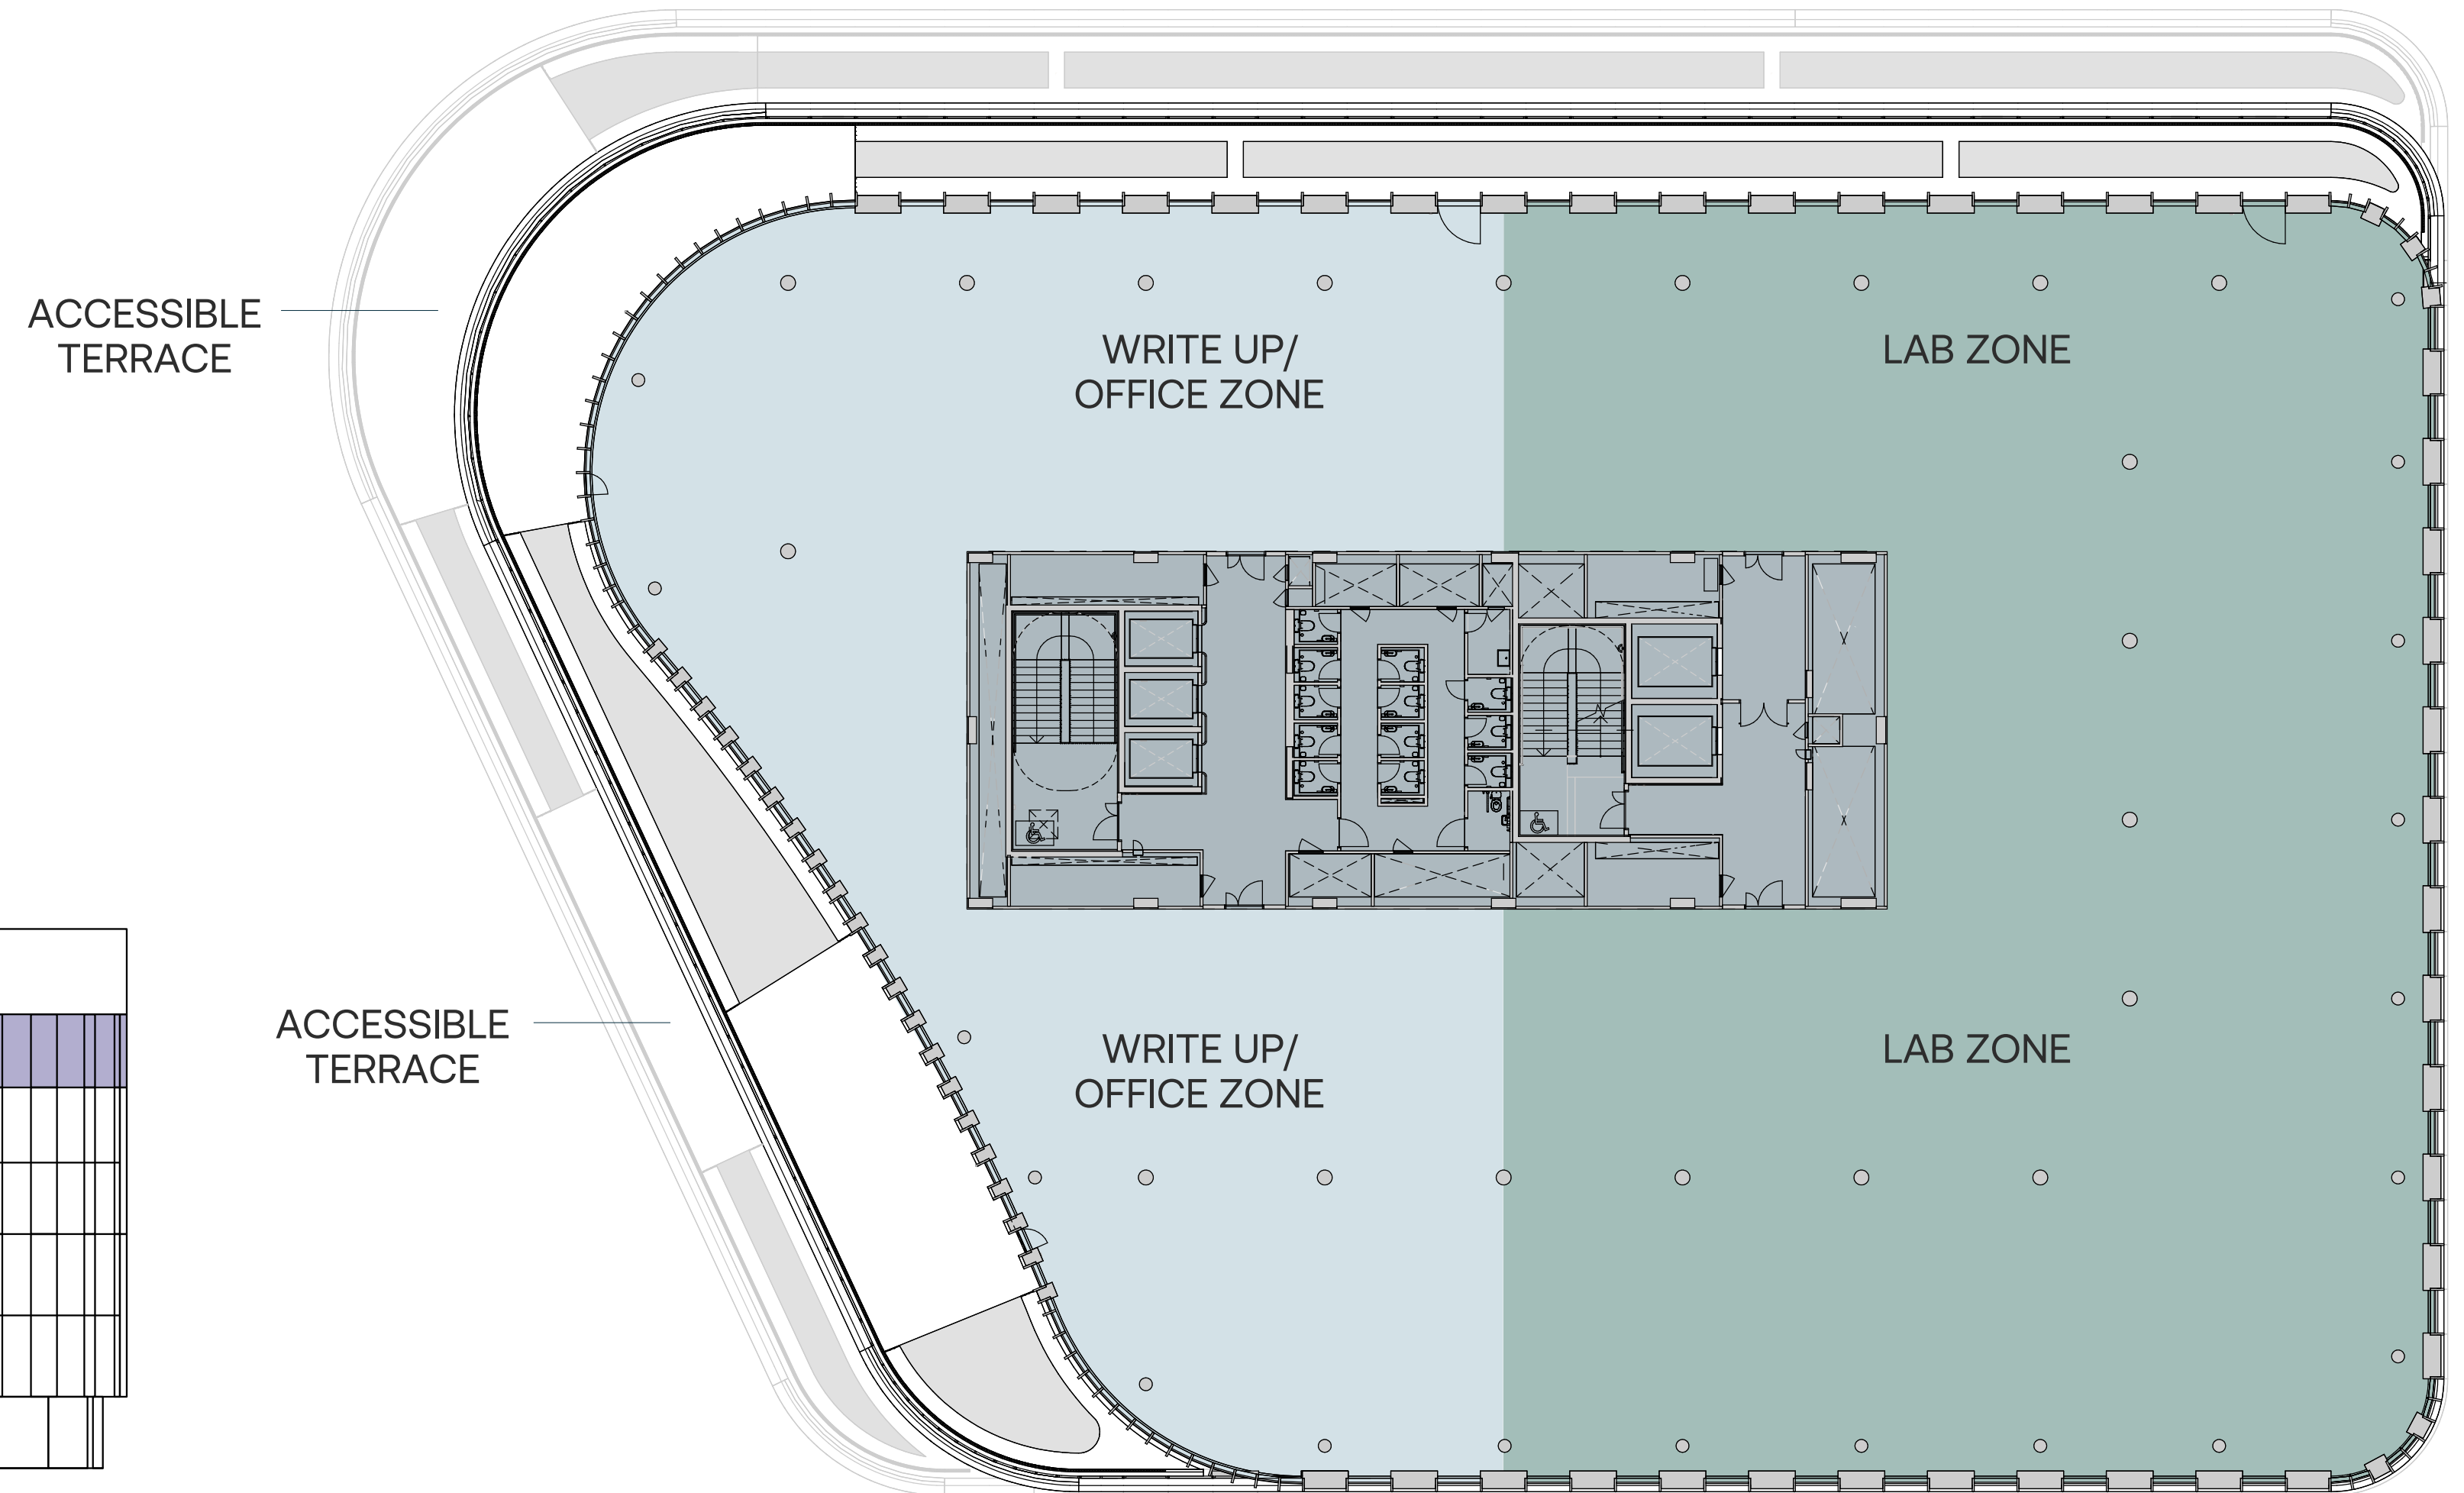 ACCESSIBLE
TERRACE
WRITE UP/
OFFICE ZONE
LAB ZONE
ACCESSIBLE
TERRACE
WRITE UP/
OFFICE ZONE
LAB ZONE